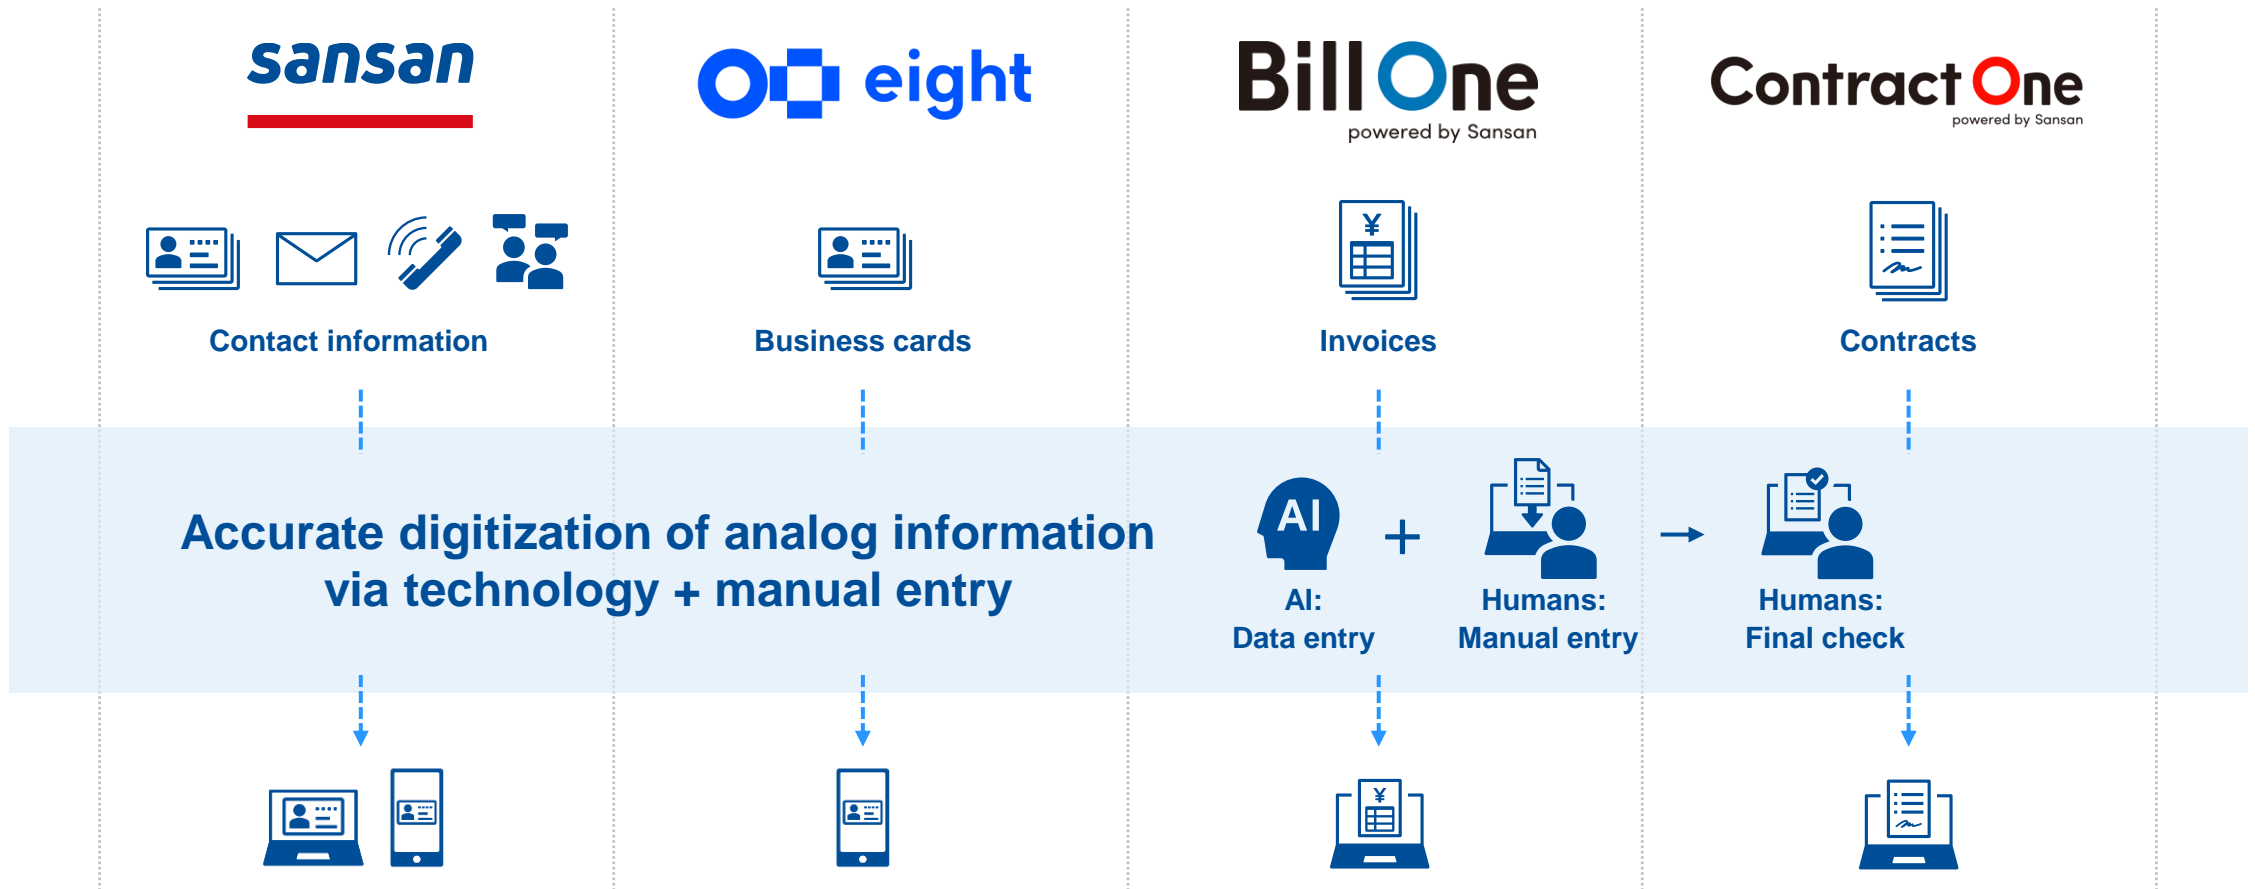 sansan
eight
Bill One
powered by Sansan
Contract One
powered by Sansan
¥
Contact information
Business cards
Invoices
Contracts
Accurate digitization of analog information
via technology + manual entry
AI
+
AI:
Data entry
Humans:
Manual entry
Humans:
Final check
¥